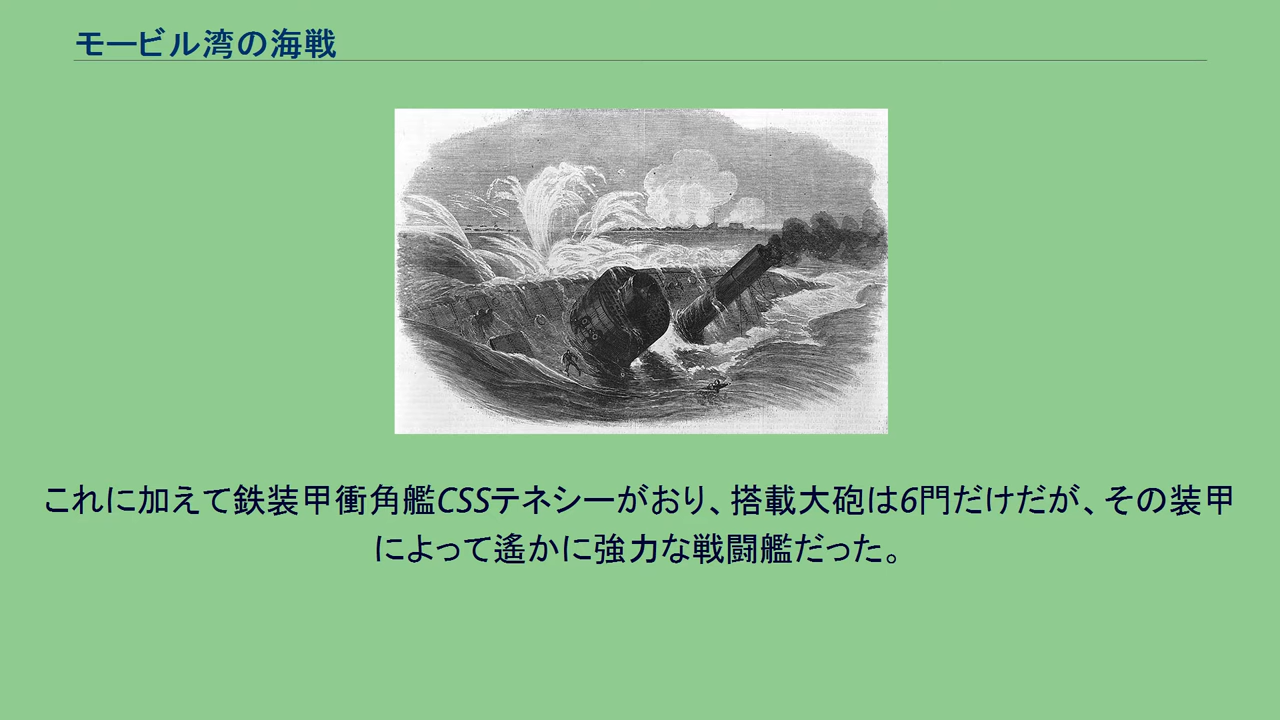 モービル湾の海戦
これに加えて鉄装甲衝角艦CSSテネシーがおり、搭載大砲は6門だけだが、その装甲
によって遙かに強力な戦闘艦だった。